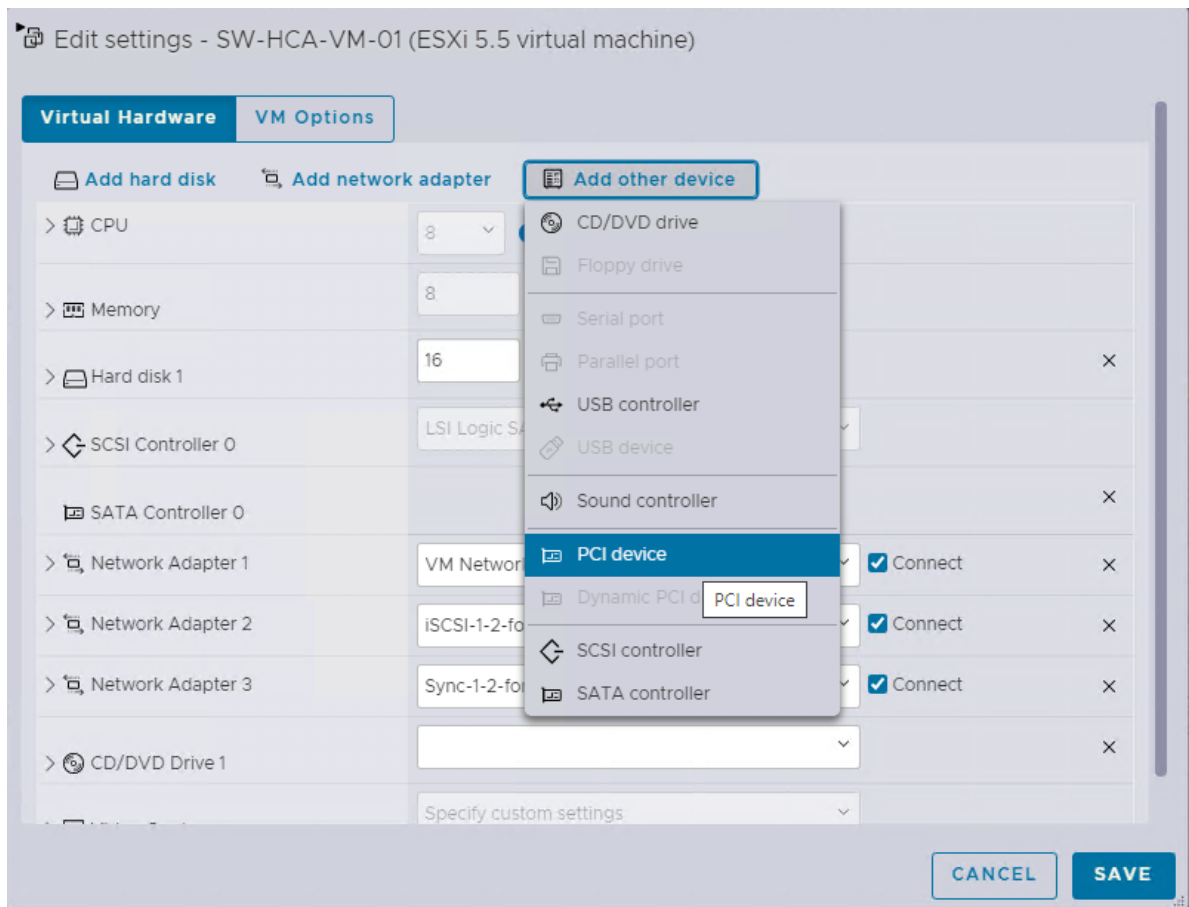 Edit settings - SW-HCA-VM-01 (ESXi 5.5 virtual machine)
Virtual Hardware
VM Options
Add hard disk
Add network adapter
Add other device
CPU
8
CD/DVD drive
Floppy drive
Memory
8
Serial port
Parallel port
Hard disk 1
16
USB controller
SCSI Controller 0
LSI Logic
USB device
SATA Controller 0
Sound controller
Network Adapter 1
VM Networ
PCI device
Connect
Dynamic PCI d
PCI device
Network Adapter 2
iSCSI-1-2-fo
Connect
SCSI controller
Network Adapter 3
Sync-1-2-for
SATA controller
Connect
CD/DVD Drive 1
Specify custom settings
CANCEL
SAVE